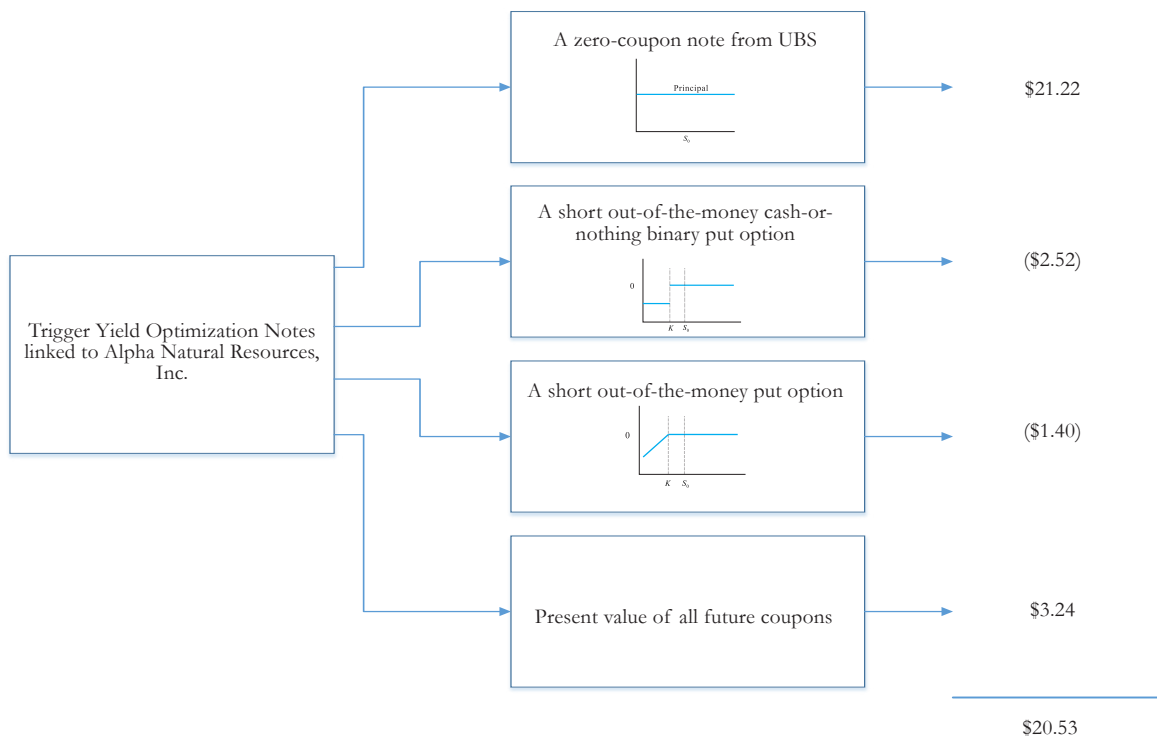 A zero-coupon note from UBS
Principal
S0
$21.22
A short out-of-the-money cash-or-
nothing binary put option
0
K S0
($2.52)
Trigger Yield Optimization Notes
linked to Alpha Natural Resources,
Inc.
A short out-of-the-money put option
0
K S0
($1.40)
Present value of all future coupons
$3.24
$20.53